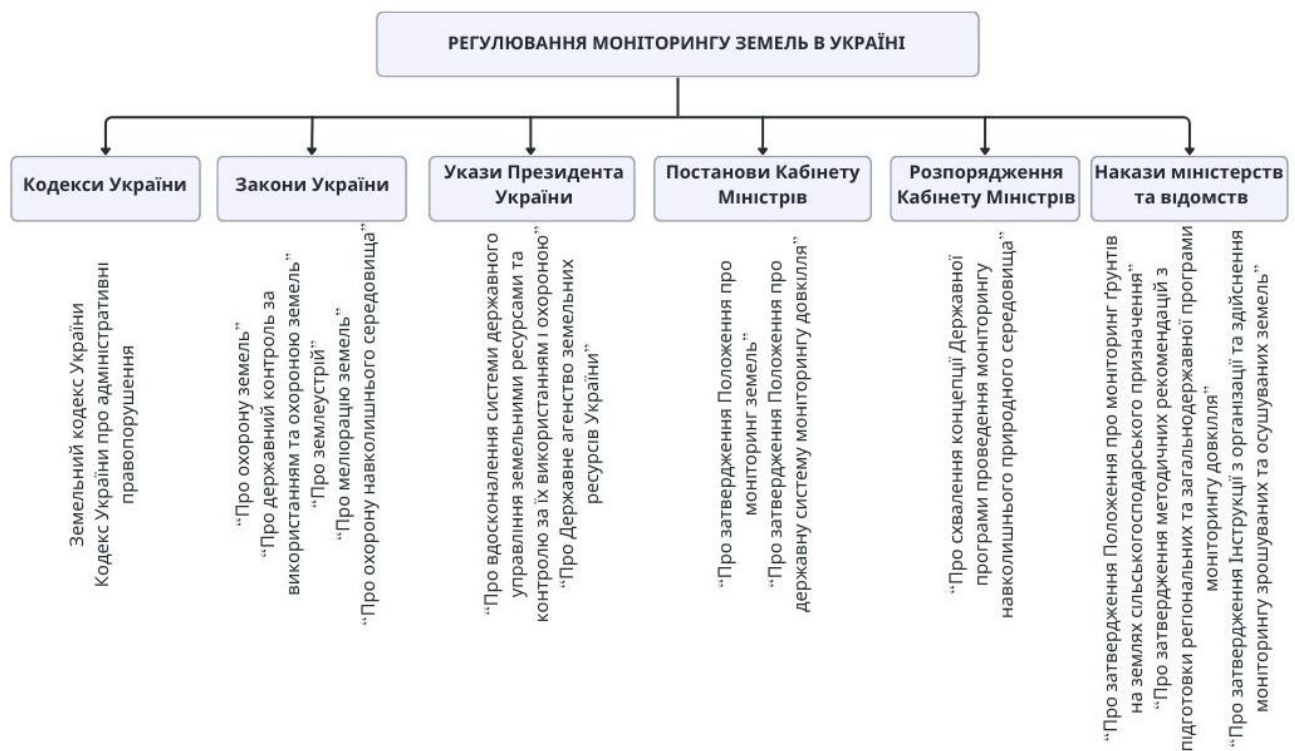 РЕГУЛЮВАННЯ МОНІТОРИНГУ ЗЕМЕЛЬ В УКРАЇНІ
Кодекси України
Земельний кодекс України
Кодекс України про адміністративні
правопорушення
Закони України
“Про охорону земель”
“Про державний контроль за
використанням та охороною земель”
“Про землеустрій”
“Про меліорацію земель”
“Про охорону навколишнього середовища”
Укази Президента
України
“Про вдосконалення системи державного
управління земельними ресурсами та
контролю за їх використанням і охороною”
“Про Державне агенство земельних
ресурсів України”
Постанови Кабінету
Міністрів
“Про затвердження Положення про
моніторинг земель”
“Про затвердження Положення про
державну систему моніторингу довкілля”
Розпорядження
Кабінету Міністрів
“Про схвалення концепції Державної
програми проведення моніторингу
навколишнього природного середовища”
Накази міністерств
та відомств
“Про затвердження Положення про моніторинг ґрунтів
на землях сільськогосподарського призначення”
“Про затвердження методичних рекомендацій з
підготовки регіональних та загальнодержавної програми
моніторингу довкілля”
“Про затвердження Інструкції з організації та здійснення
моніторингу зрошуваних та осушуваних земель”